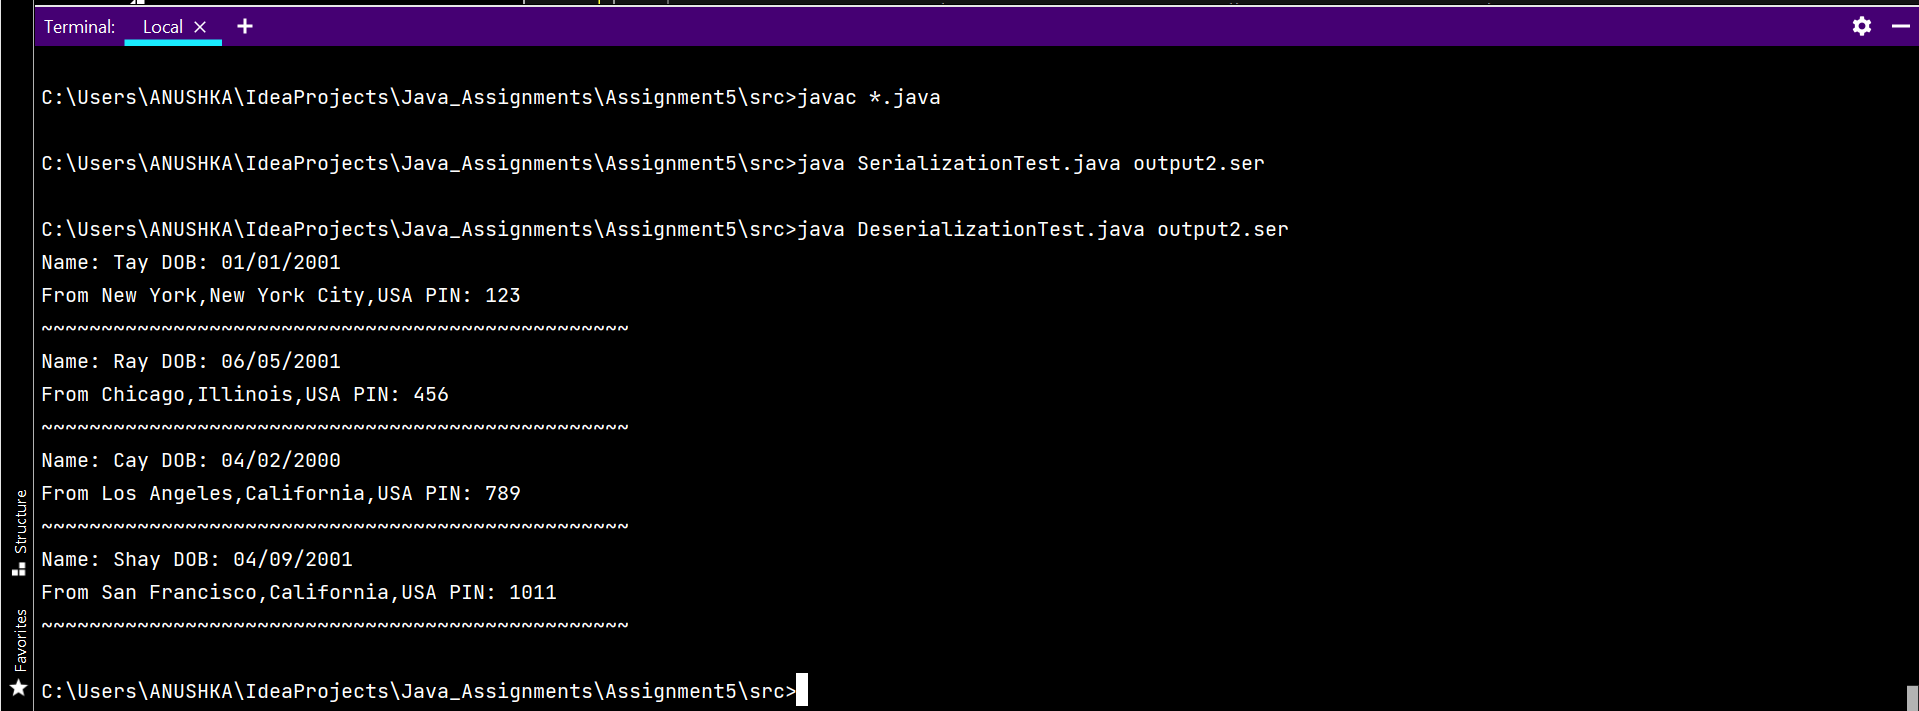 Terminal: Local × +
C:\Users\ANUSHKA\IdeaProjects\Java_Assignments\Assignment5\src>javac *.java
C:\Users\ANUSHKA\IdeaProjects\Java_Assignments\Assignment5\src>java SerializationTest.java output2.ser
C:\Users\ANUSHKA\IdeaProjects\Java_Assignments\Assignment5\src>java DeserializationTest.java output2.ser
Name: Tay DOB: 01/01/2001
From New York,New York City,USA PIN: 123
~~~~~~~~~~~~~~~~~~~~~~~~~~~~~~~~~~~~~~~~~~~~~~~~~
Name: Ray DOB: 06/05/2001
From Chicago,Illinois,USA PIN: 456
~~~~~~~~~~~~~~~~~~~~~~~~~~~~~~~~~~~~~~~~~~~~~~~~~
Name: Cay DOB: 04/02/2000
From Los Angeles,California,USA PIN: 789
~~~~~~~~~~~~~~~~~~~~~~~~~~~~~~~~~~~~~~~~~~~~~~~~~
Name: Shay DOB: 04/09/2001
From San Francisco,California,USA PIN: 1011
~~~~~~~~~~~~~~~~~~~~~~~~~~~~~~~~~~~~~~~~~~~~~~~~~
C:\Users\ANUSHKA\IdeaProjects\Java_Assignments\Assignment5\src>
Structure
Favorites